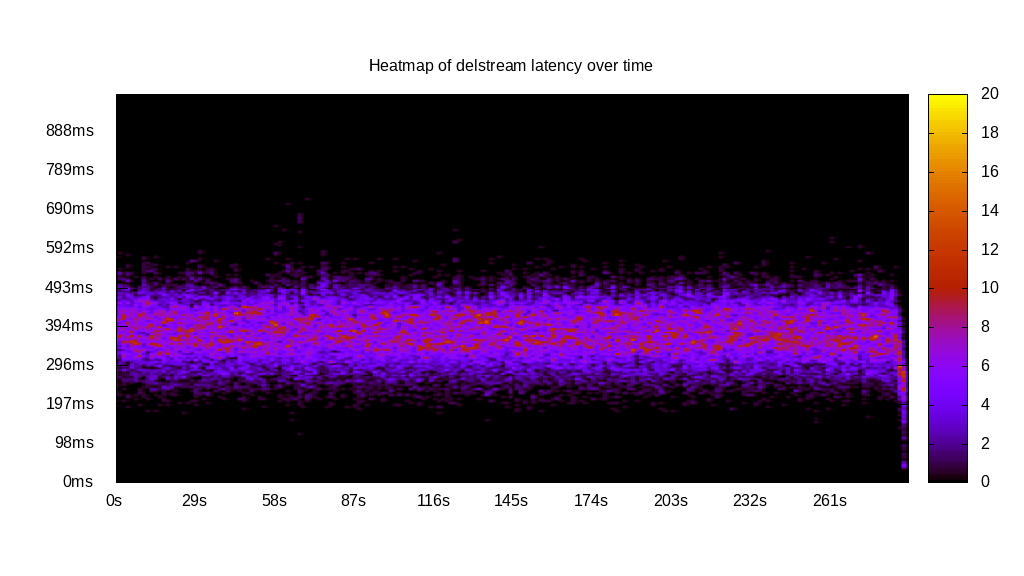 Heatmap of delstream latency over time
888ms
789ms
690ms
592ms
493ms
394ms
296ms
197ms
98ms
0ms
0s 29s 58s 87s 116s 145s 174s 203s 232s 261s
20
18
16
14
12
10
8
6
4
2
0